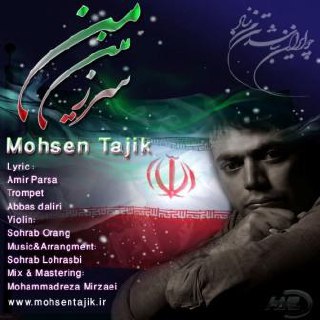 سرزمین من
Mohsen Tajik
Lyric :
Amir Parsa
Trompet
Abbas daliri
Violin:
Sohrab Orang
Music&Arrangment:
Sohrab Lohrasbi
Mix & Mastering:
Mohammadreza Mirzaei
www.mohsentajik.ir